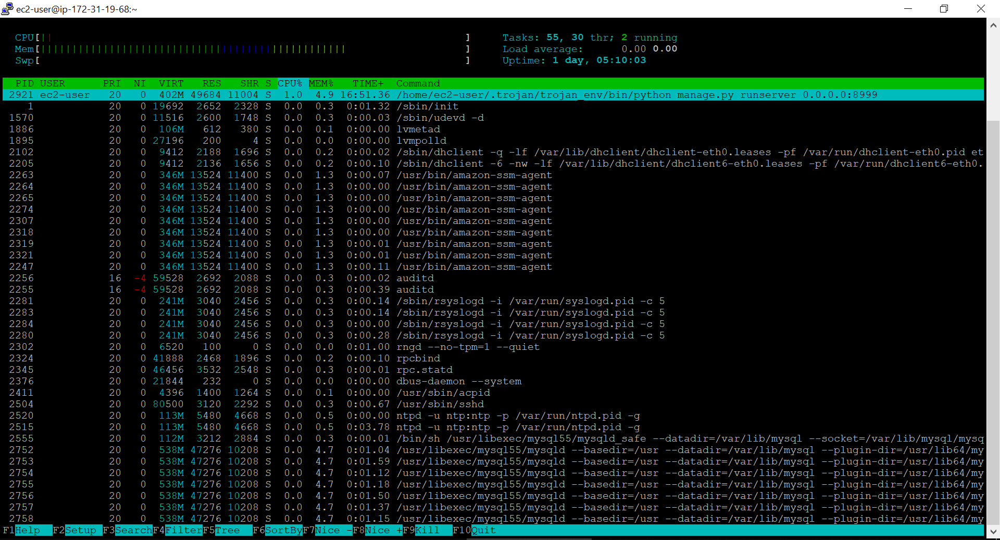 ec2-user@ip-172-31-19-68:~
CPU[|| ] Tasks: 55, 30 thr; 2 running
Mem[||||||||||||||||||||||||||||||||||||||||||||||||| ] Load average: 0.00 0.00
Swp[ ] Uptime: 1 day, 05:10:03
PID USER PRI NI VIRT RES SHR S CPU% MEM% TIME+ Command
2921 ec2-user 20 0 402M 49684 11004 S 1.0 4.9 16:51.36 /home/ec2-user/.trojan/trojan_env/bin/python manage.py runserver 0.0.0.0:8999
1 20 0 19692 2652 2328 S 0.0 0.3 0:01.32 /sbin/init
1570 20 0 11516 2600 1748 S 0.0 0.3 0:00.03 /sbin/udevd -d
1886 20 0 106M 612 380 S 0.0 0.1 0:00.00 lvmetad
1895 20 0 27196 200 4 S 0.0 0.0 0:00.00 lvmpolld
2102 20 0 9412 2188 1696 S 0.0 0.2 0:00.02 /sbin/dhclient -q -lf /var/lib/dhclient/dhclient-eth0.leases -pf /var/run/dhclient-eth0.pid et
2205 20 0 9412 2136 1656 S 0.0 0.2 0:00.10 /sbin/dhclient -6 -nw -lf /var/lib/dhclient/dhclient6-eth0.leases -pf /var/run/dhclient6-eth0.
2263 20 0 346M 13524 11400 S 0.0 1.3 0:00.07 /usr/bin/amazon-ssm-agent
2264 20 0 346M 13524 11400 S 0.0 1.3 0:00.00 /usr/bin/amazon-ssm-agent
2265 20 0 346M 13524 11400 S 0.0 1.3 0:00.00 /usr/bin/amazon-ssm-agent
2274 20 0 346M 13524 11400 S 0.0 1.3 0:00.00 /usr/bin/amazon-ssm-agent
2307 20 0 346M 13524 11400 S 0.0 1.3 0:00.00 /usr/bin/amazon-ssm-agent
2318 20 0 346M 13524 11400 S 0.0 1.3 0:00.00 /usr/bin/amazon-ssm-agent
2319 20 0 346M 13524 11400 S 0.0 1.3 0:00.01 /usr/bin/amazon-ssm-agent
2321 20 0 346M 13524 11400 S 0.0 1.3 0:00.01 /usr/bin/amazon-ssm-agent
2247 20 0 346M 13524 11400 S 0.0 1.3 0:00.11 /usr/bin/amazon-ssm-agent
2256 16 -4 59528 2692 2088 S 0.0 0.3 0:00.02 auditd
2255 16 -4 59528 2692 2088 S 0.0 0.3 0:00.39 auditd
2281 20 0 241M 3040 2456 S 0.0 0.3 0:00.14 /sbin/rsyslogd -i /var/run/syslogd.pid -c 5
2283 20 0 241M 3040 2456 S 0.0 0.3 0:00.14 /sbin/rsyslogd -i /var/run/syslogd.pid -c 5
2284 20 0 241M 3040 2456 S 0.0 0.3 0:00.00 /sbin/rsyslogd -i /var/run/syslogd.pid -c 5
2280 20 0 241M 3040 2456 S 0.0 0.3 0:00.28 /sbin/rsyslogd -i /var/run/syslogd.pid -c 5
2302 20 0 6520 100 0 S 0.0 0.0 0:01.00 rngd --no-tpm=1 --quiet
2324 20 0 41888 2468 1896 S 0.0 0.2 0:00.10 rpcbind
2345 20 0 46456 3532 2548 S 0.0 0.3 0:00.01 rpc.statd
2376 20 0 21844 232 0 S 0.0 0.0 0:00.00 dbus-daemon --system
2411 20 0 4396 1400 1264 S 0.0 0.1 0:00.00 /usr/sbin/acpid
2504 20 0 80500 3120 2292 S 0.0 0.3 0:00.67 /usr/sbin/sshd
2520 20 0 113M 5480 4668 S 0.0 0.5 0:00.00 ntpd -u ntp:ntp -p /var/run/ntpd.pid -g
2515 20 0 113M 5480 4668 S 0.0 0.5 0:03.78 ntpd -u ntp:ntp -p /var/run/ntpd.pid -g
2555 20 0 112M 3212 2884 S 0.0 0.3 0:00.01 /bin/sh /usr/libexec/mysql55/mysqld_safe --datadir=/var/lib/mysql --socket=/var/lib/mysql/mysq
2752 20 0 538M 47276 10208 S 0.0 4.7 0:01.04 /usr/libexec/mysql55/mysqld --basedir=/usr --datadir=/var/lib/mysql --plugin-dir=/usr/lib64/my
2753 20 0 538M 47276 10208 S 0.0 4.7 0:01.59 /usr/libexec/mysql55/mysqld --basedir=/usr --datadir=/var/lib/mysql --plugin-dir=/usr/lib64/my
2754 20 0 538M 47276 10208 S 0.0 4.7 0:01.12 /usr/libexec/mysql55/mysqld --basedir=/usr --datadir=/var/lib/mysql --plugin-dir=/usr/lib64/my
2755 20 0 538M 47276 10208 S 0.0 4.7 0:01.18 /usr/libexec/mysql55/mysqld --basedir=/usr --datadir=/var/lib/mysql --plugin-dir=/usr/lib64/my
2756 20 0 538M 47276 10208 S 0.0 4.7 0:01.50 /usr/libexec/mysql55/mysqld --basedir=/usr --datadir=/var/lib/mysql --plugin-dir=/usr/lib64/my
2757 20 0 538M 47276 10208 S 0.0 4.7 0:01.37 /usr/libexec/mysql55/mysqld --basedir=/usr --datadir=/var/lib/mysql --plugin-dir=/usr/lib64/my
2758 20 0 538M 47276 10208 S 0.0 4.7 0:01.15 /usr/libexec/mysql55/mysqld --basedir=/usr --datadir=/var/lib/mysql --plugin-dir=/usr/lib64/my
F1Help F2Setup F3SearchF4FilterF5Tree F6SortByF7Nice -F8Nice +F9Kill F10Quit